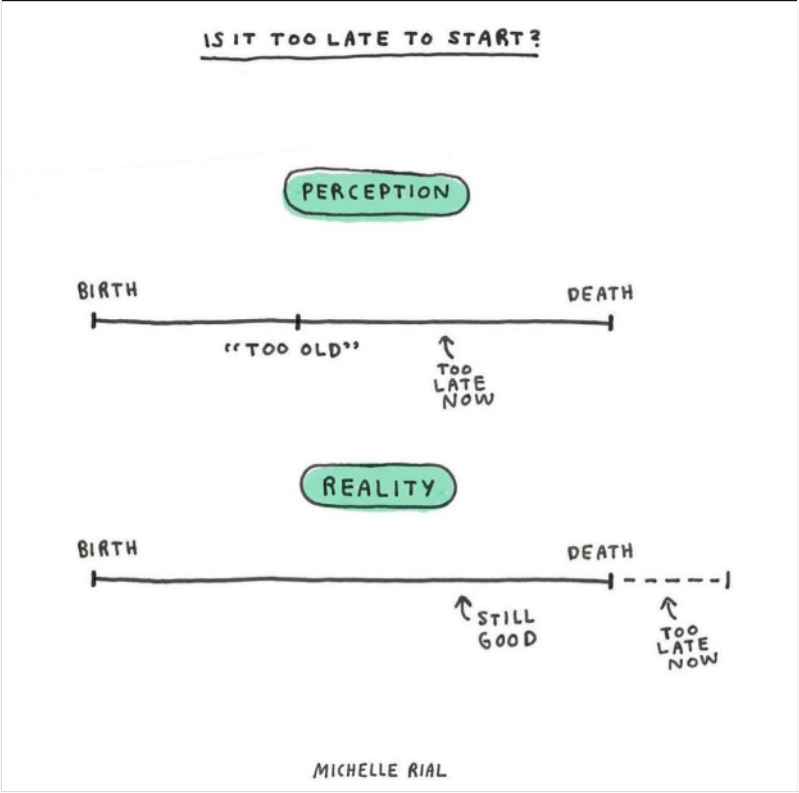 IS IT TOO LATE TO START?
PERCEPTION
BIRTH
DEATH
"TOO OLD"
TOO
LATE
NOW
REALITY
BIRTH
DEATH
STILL
GOOD
TOO
LATE
NOW
MICHELLE RIAL